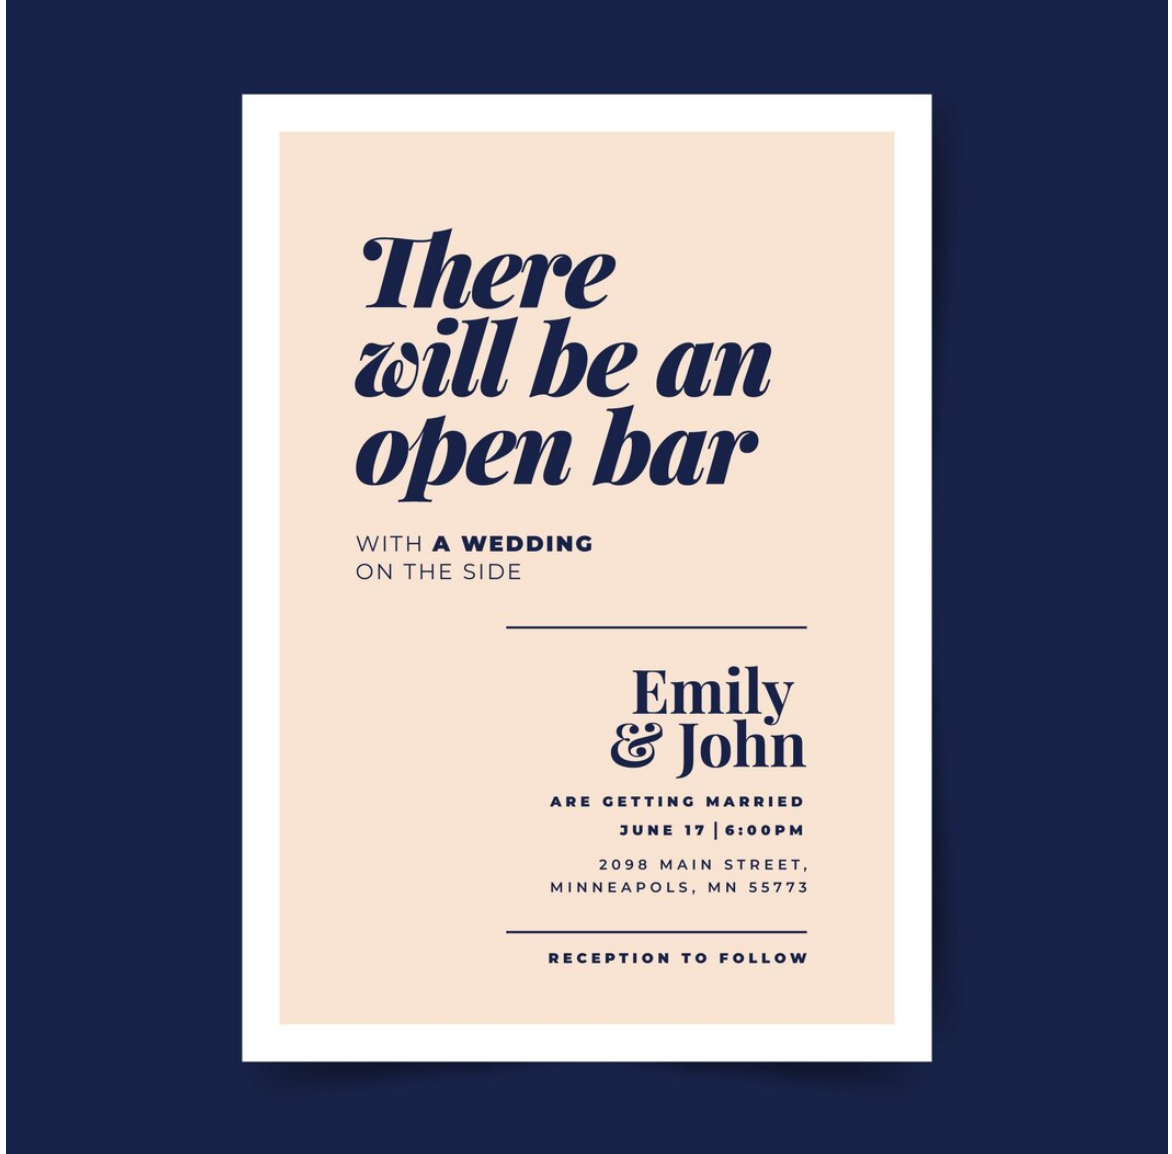 There
will be an
open bar
WITH A WEDDING
ON THE SIDE
Emily
& John
ARE GETTING MARRIED
JUNE 17 | 6:00PM
2098 MAIN STREET,
MINNEAPOLS, MN 55773
RECEPTION TO FOLLOW